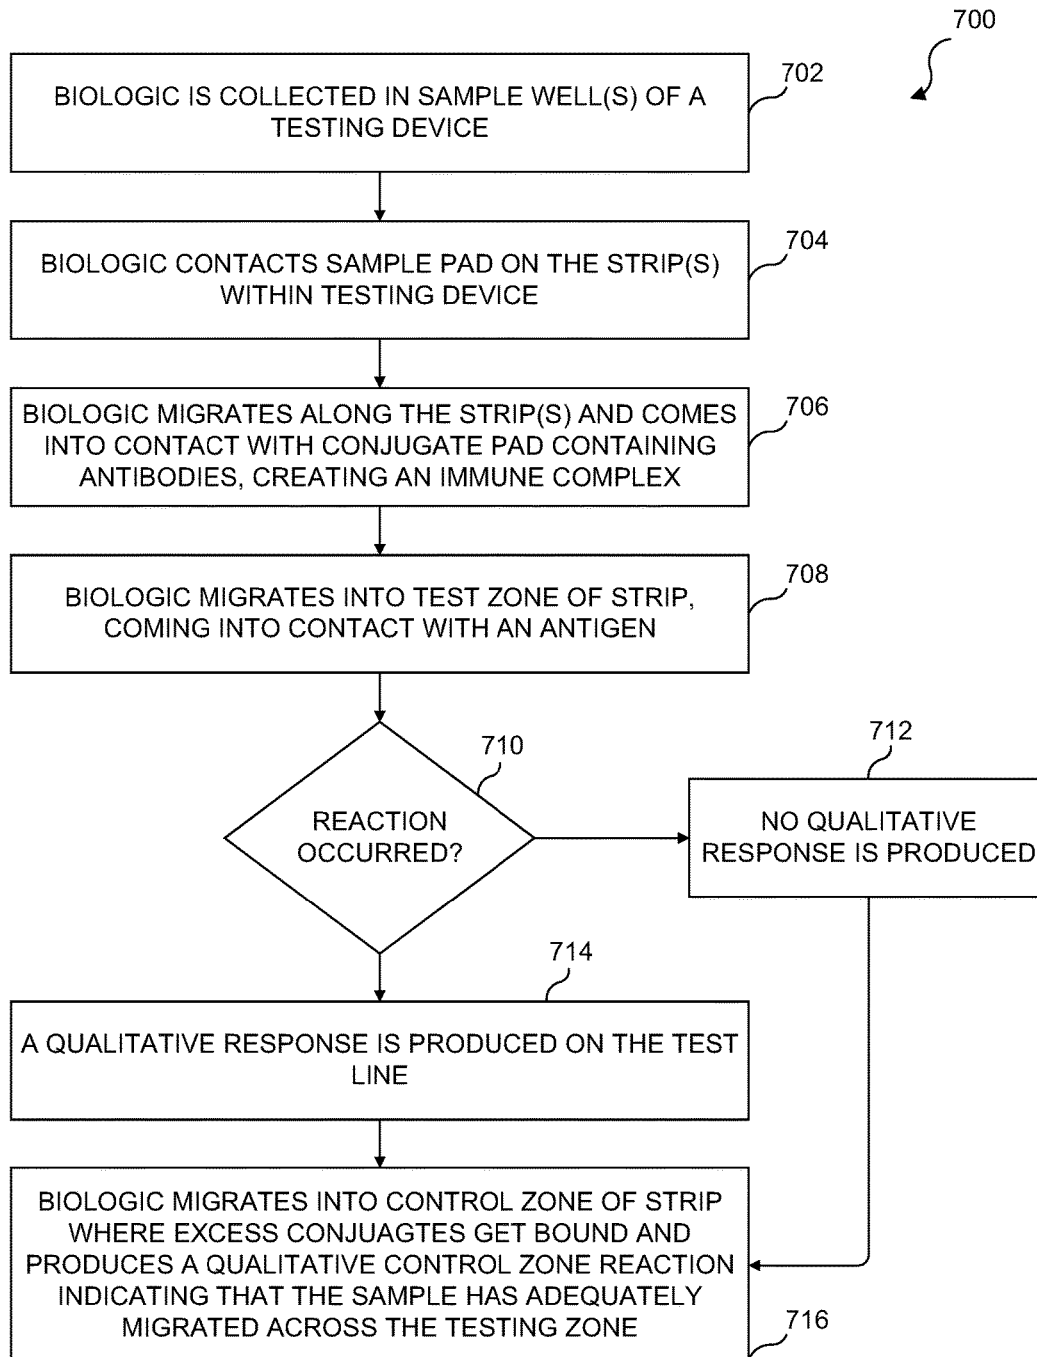 700
702
BIOLOGIC IS COLLECTED IN SAMPLE WELL(S) OF A
TESTING DEVICE
704
BIOLOGIC CONTACTS SAMPLE PAD ON THE STRIP(S)
WITHIN TESTING DEVICE
706
BIOLOGIC MIGRATES ALONG THE STRIP(S) AND COMES
INTO CONTACT WITH CONJUGATE PAD CONTAINING
ANTIBODIES, CREATING AN IMMUNE COMPLEX
708
BIOLOGIC MIGRATES INTO TEST ZONE OF STRIP,
COMING INTO CONTACT WITH AN ANTIGEN
710
REACTION
OCCURRED?
712
NO QUALITATIVE
RESPONSE IS PRODUCED
714
A QUALITATIVE RESPONSE IS PRODUCED ON THE TEST
LINE
BIOLOGIC MIGRATES INTO CONTROL ZONE OF STRIP
WHERE EXCESS CONJUAGTES GET BOUND AND
PRODUCES A QUALITATIVE CONTROL ZONE REACTION
INDICATING THAT THE SAMPLE HAS ADEQUATELY
MIGRATED ACROSS THE TESTING ZONE
716